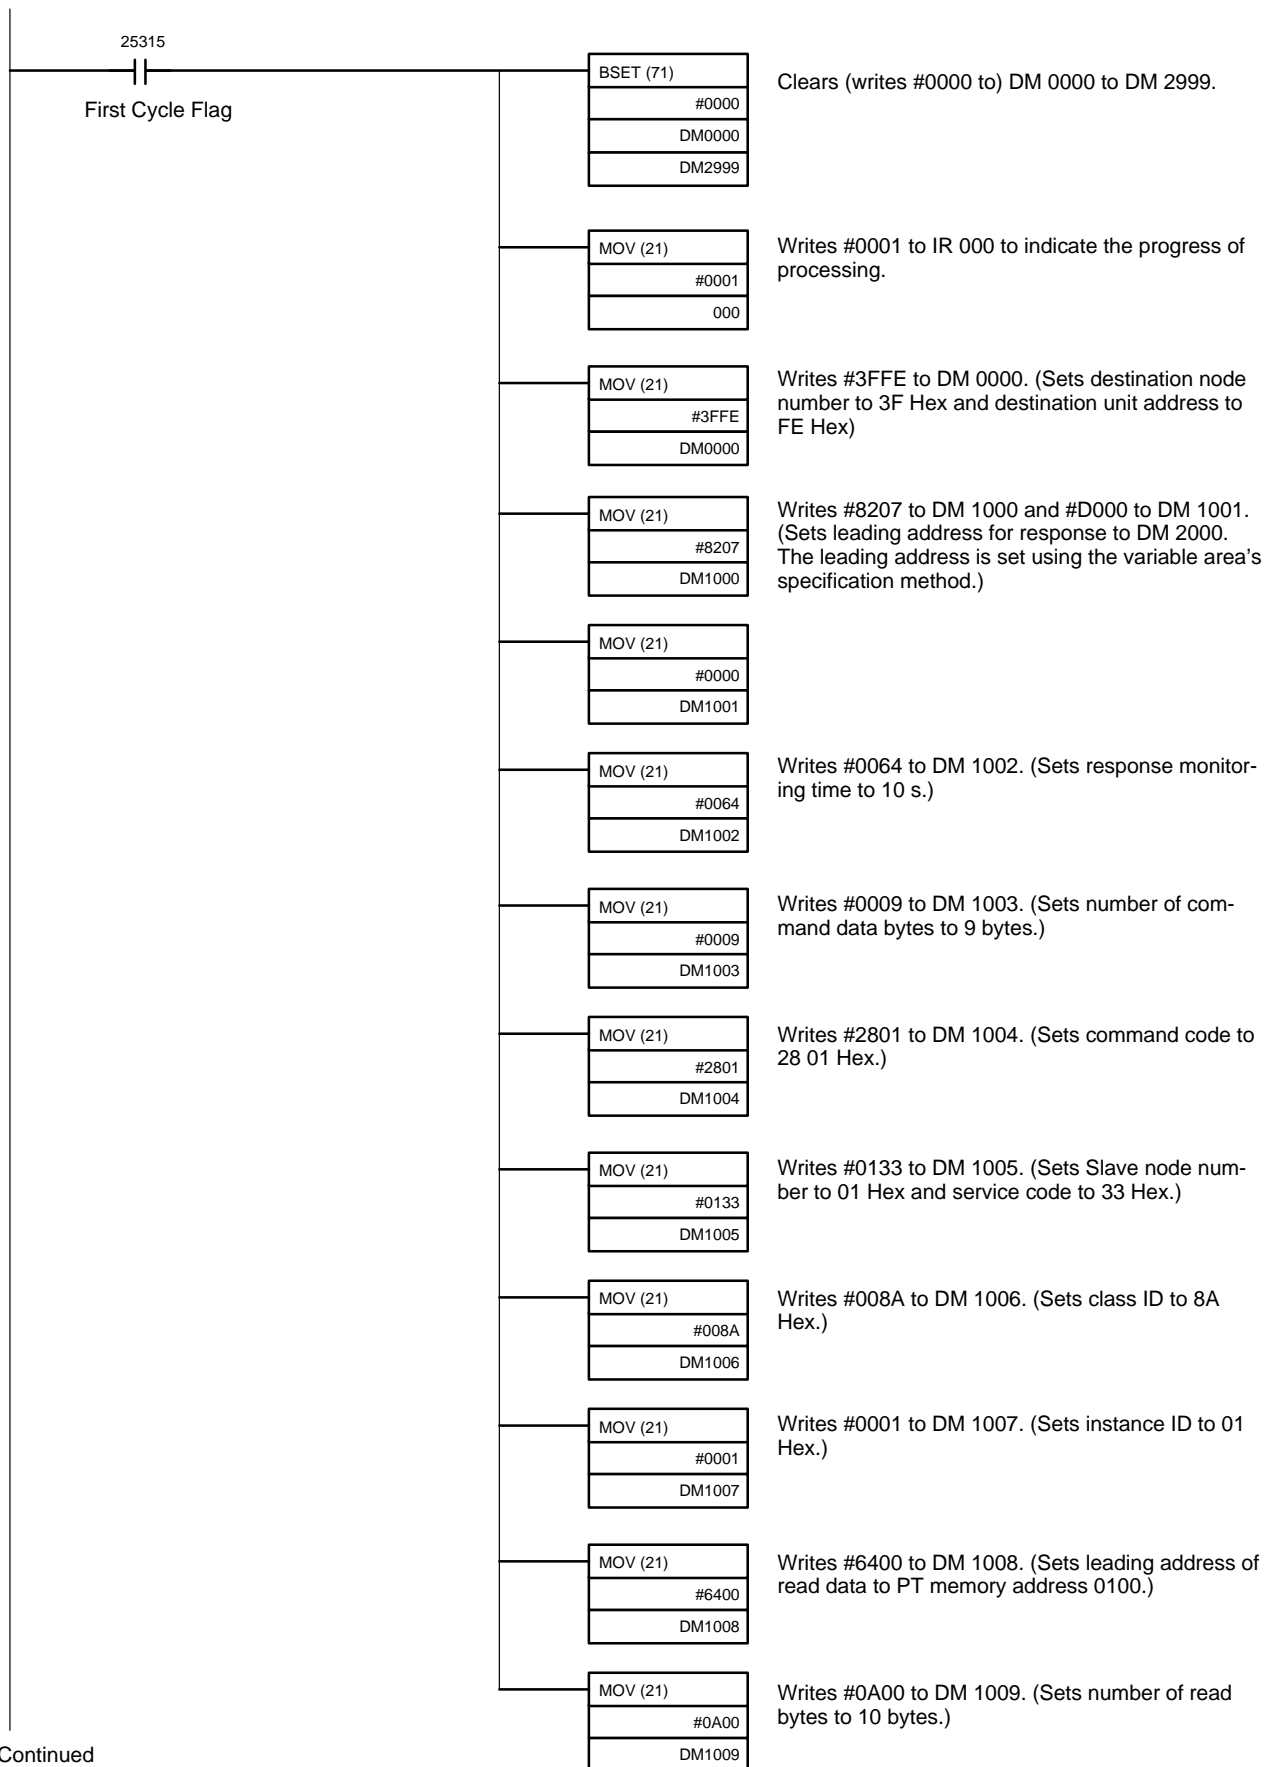 25315
First Cycle Flag
BSET (71)
#0000
DM0000
DM2999
Clears (writes #0000 to) DM 0000 to DM 2999.
MOV (21)
#0001
000
Writes #0001 to IR 000 to indicate the progress of
processing.
MOV (21)
#3FFE
DM0000
Writes #3FFE to DM 0000. (Sets destination node
number to 3F Hex and destination unit address to
FE Hex)
MOV (21)
#8207
DM1000
Writes #8207 to DM 1000 and #D000 to DM 1001.
(Sets leading address for response to DM 2000.
The leading address is set using the variable area’s
specification method.)
MOV (21)
#0000
DM1001
MOV (21)
#0064
DM1002
Writes #0064 to DM 1002. (Sets response monitor-
ing time to 10 s.)
MOV (21)
#0009
DM1003
Writes #0009 to DM 1003. (Sets number of com-
mand data bytes to 9 bytes.)
MOV (21)
#2801
DM1004
Writes #2801 to DM 1004. (Sets command code to
28 01 Hex.)
MOV (21)
#0133
DM1005
Writes #0133 to DM 1005. (Sets Slave node num-
ber to 01 Hex and service code to 33 Hex.)
MOV (21)
#008A
DM1006
Writes #008A to DM 1006. (Sets class ID to 8A
Hex.)
MOV (21)
#0001
DM1007
Writes #0001 to DM 1007. (Sets instance ID to 01
Hex.)
MOV (21)
#6400
DM1008
Writes #6400 to DM 1008. (Sets leading address of
read data to PT memory address 0100.)
MOV (21)
#0A00
DM1009
Writes #0A00 to DM 1009. (Sets number of read
bytes to 10 bytes.)
Continued